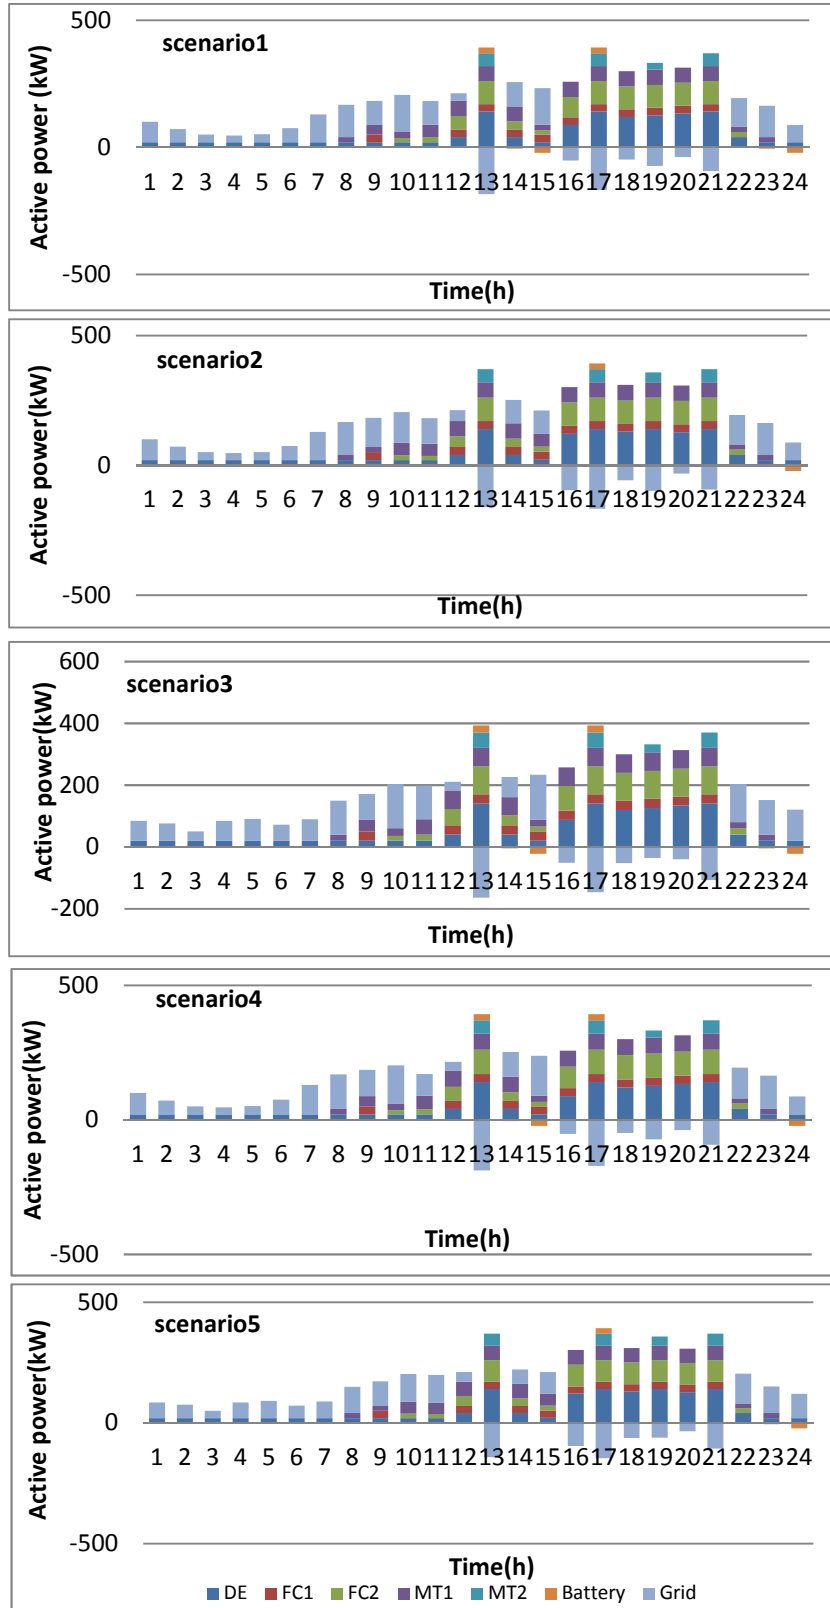 500
scenario1
Active power (kW)
0
1 2 3 4 5 6 7 8 9 10 11 12 13 14 15 16 17 18 19 20 21 22 23 24
-500
Time(h)
500
scenario2
Active power(kW)
0
1 2 3 4 5 6 7 8 9 10 11 12 13 14 15 16 17 18 19 20 21 22 23 24
-500
Time(h)
600
scenario3
Active power(kW)
400
200
0
1 2 3 4 5 6 7 8 9 10 11 12 13 14 15 16 17 18 19 20 21 22 23 24
-200
Time(h)
500
scenario4
Active power(kW)
0
1 2 3 4 5 6 7 8 9 10 11 12 13 14 15 16 17 18 19 20 21 22 23 24
-500
Time(h)
500
scenario5
Active power(kW)
0
1 2 3 4 5 6 7 8 9 10 11 12 13 14 15 16 17 18 19 20 21 22 23 24
-500
Time(h)
DE FC1 FC2 MT1 MT2 Battery Grid